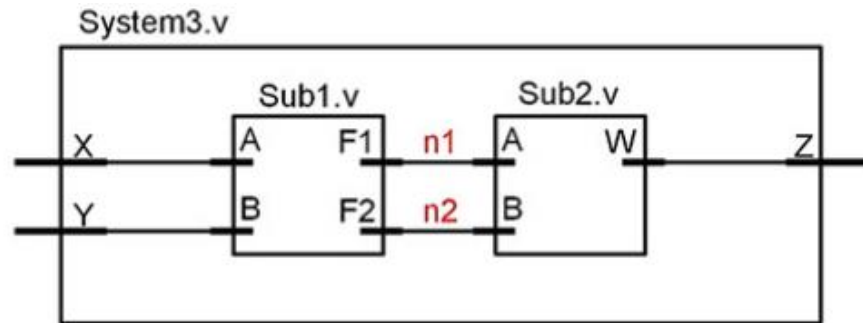 System3.v
Sub1.v Sub2.v
X A F1 n1 A W Z
Y B F2 n2 B